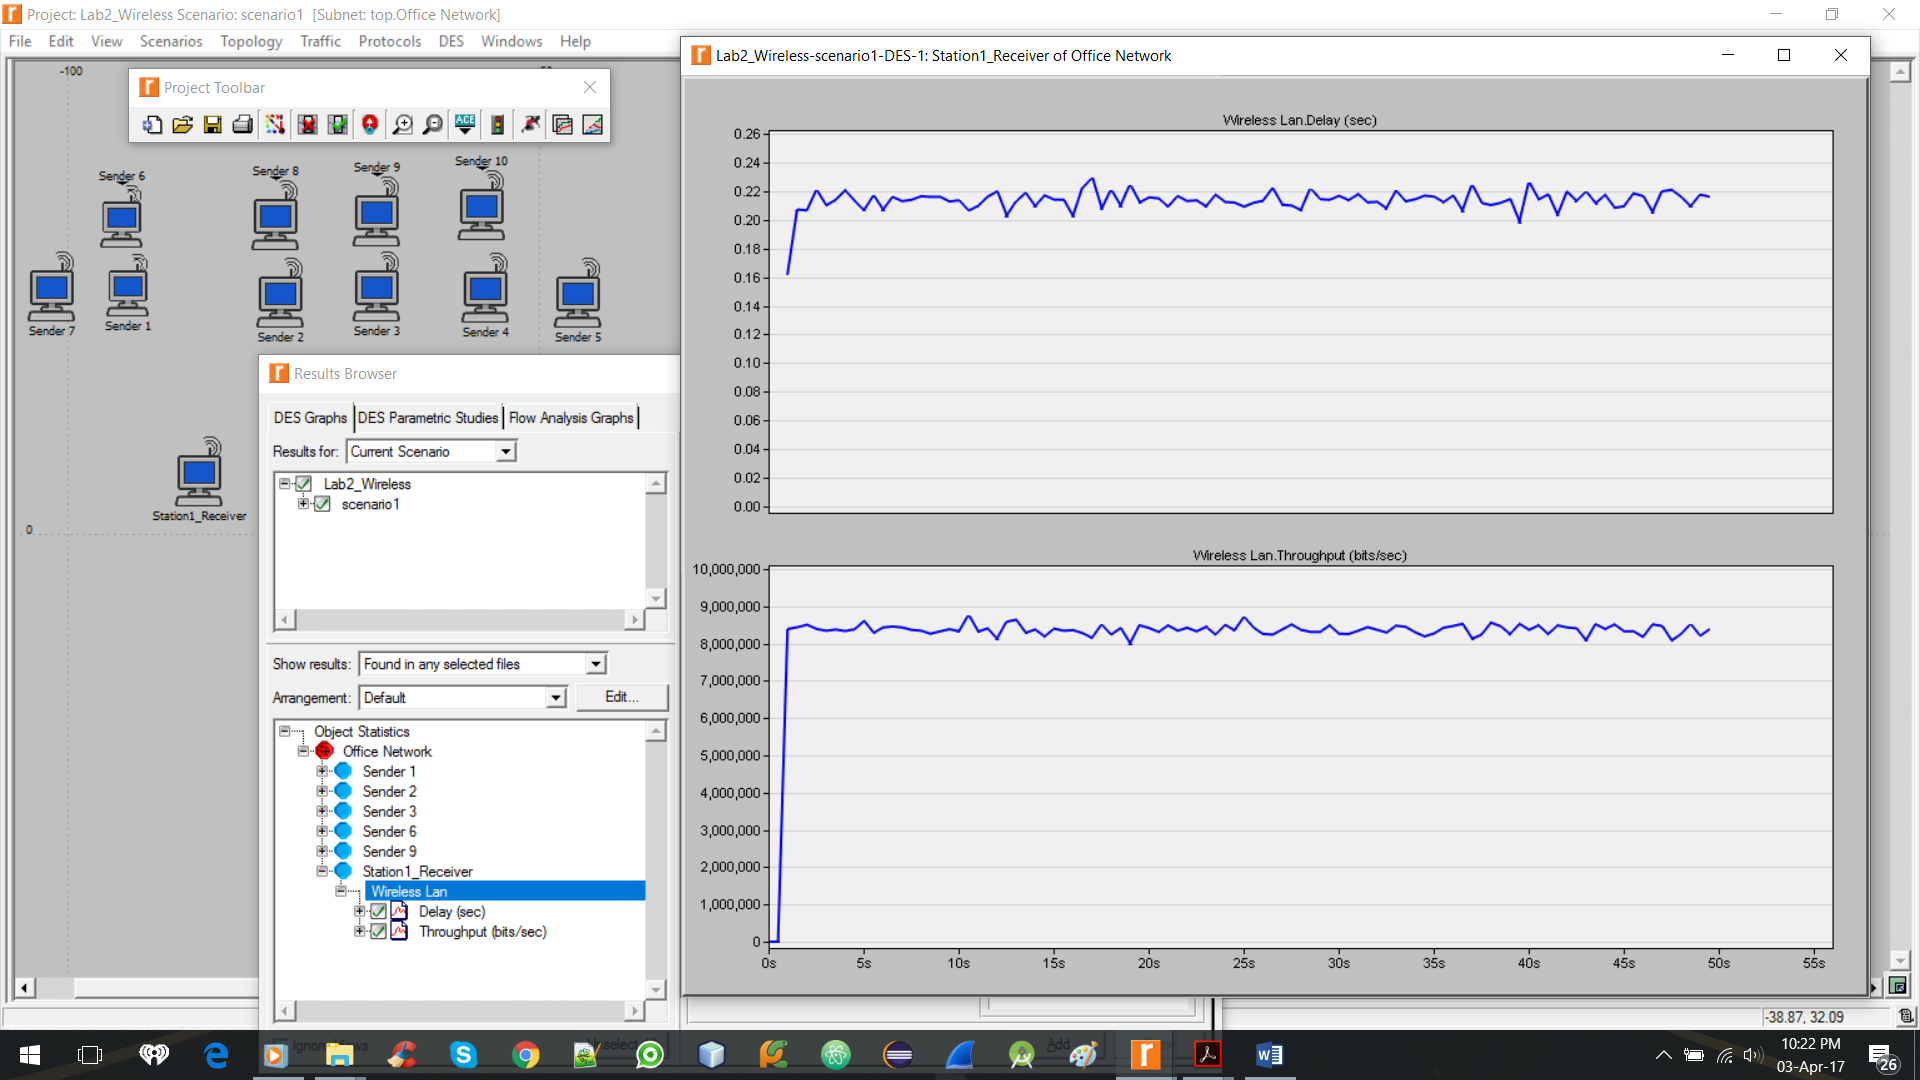 Project: Lab2_Wireless Scenario: scenario1 [Subnet: top.Office Network]
File Edit View Scenarios Topology Traffic Protocols DES Windows Help
-100
Project Toolbar
ACE
Sender 6
Sender 8
Sender 9
Sender 10
Sender 7
Sender 1
Sender 2
Sender 3
Sender 4
Sender 5
Station1_Receiver
0
Results Browser
DES Graphs DES Parametric Studies Flow Analysis Graphs
Results for: Current Scenario
Lab2_Wireless
scenario1
Show results: Found in any selected files
Arrangement: Default Edit...
Object Statistics
Office Network
Sender 1
Sender 2
Sender 3
Sender 6
Sender 9
Station1_Receiver
Wireless Lan
Delay (sec)
Throughput (bits/sec)
Lab2_Wireless-scenario1-DES-1: Station1_Receiver of Office Network
Wireless Lan.Delay (sec)
0.26
0.24
0.22
0.20
0.18
0.16
0.14
0.12
0.10
0.08
0.06
0.04
0.02
0.00
Wireless Lan.Throughput (bits/sec)
10,000,000
9,000,000
8,000,000
7,000,000
6,000,000
5,000,000
4,000,000
3,000,000
2,000,000
1,000,000
0
0s 5s 10s 15s 20s 25s 30s 35s 40s 45s 50s 55s
-38.87, 32.09
Add
10:22 PM
03-Apr-17
26